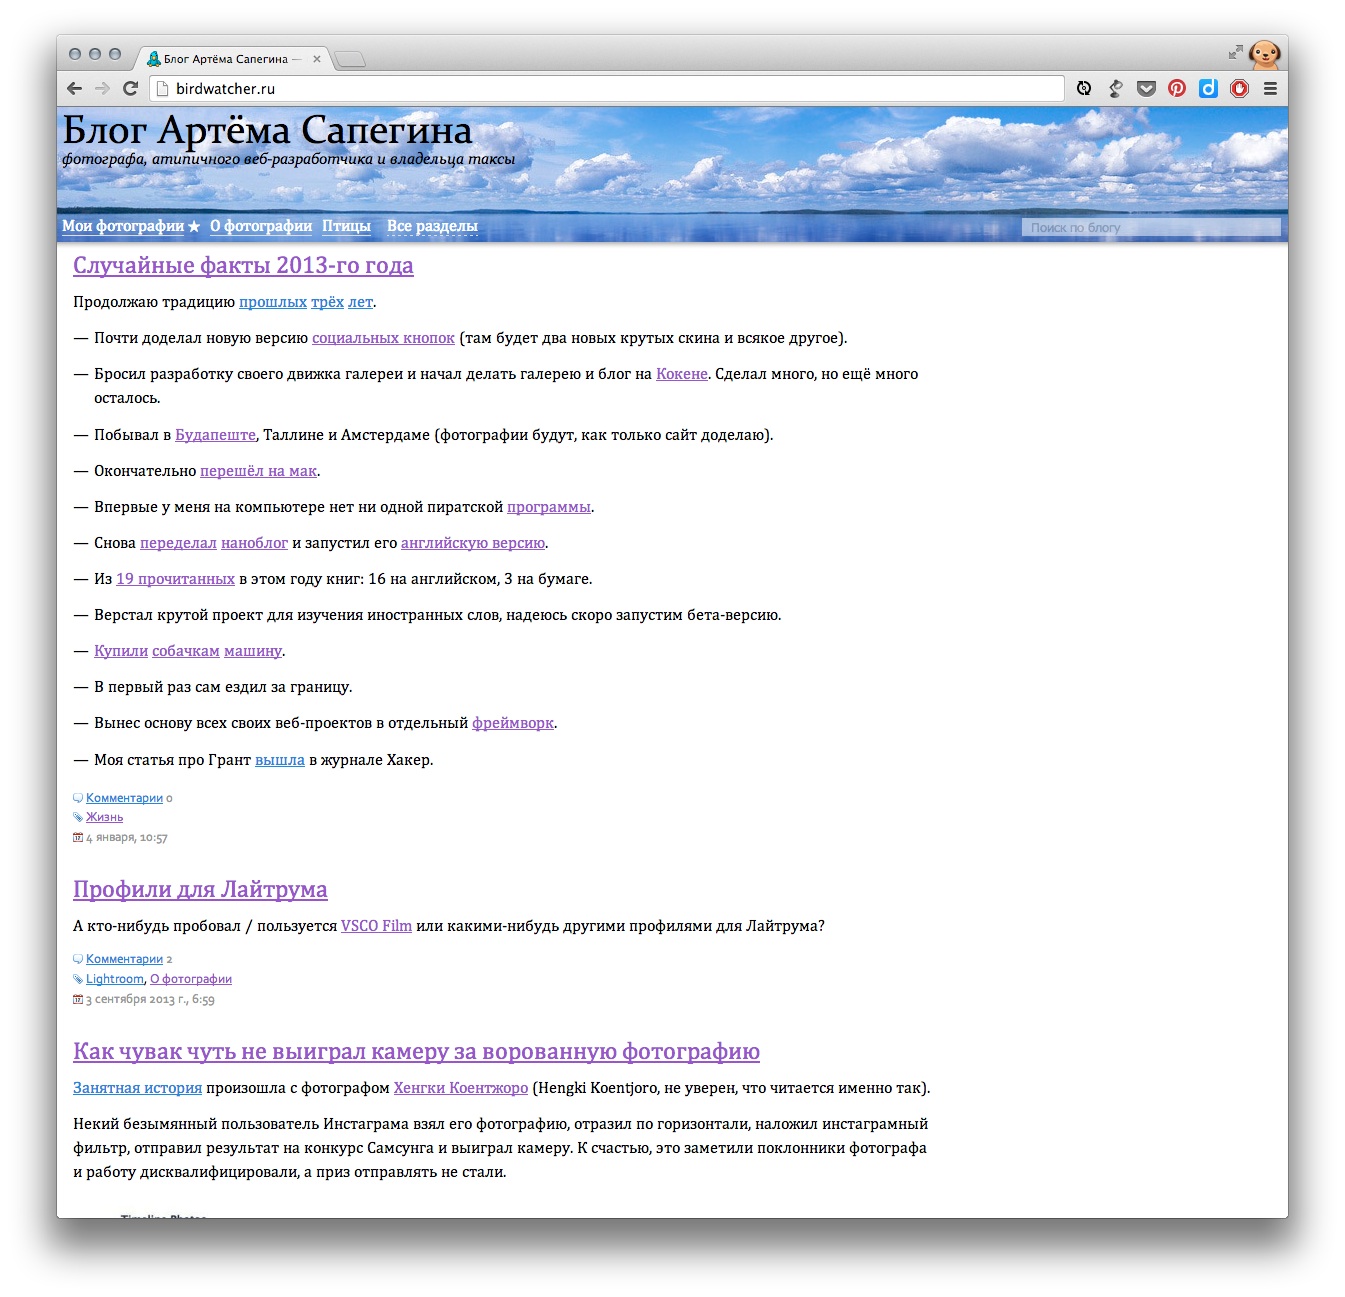 Блог Артёма Сапегина —
birdwatcher.ru
Блог Артёма Сапегина
фотографа, атипичного веб-разработчика и владельца таксы
Мои фотографии ★ О фотографии Птицы Все разделы
Поиск по блогу
Случайные факты 2013-го года
Продолжаю традицию прошлых трёх лет.
— Почти доделал новую версию социальных кнопок (там будет два новых крутых скина и всякое другое).
— Бросил разработку своего движка галереи и начал делать галерею и блог на Кокене. Сделал много, но ещё много
осталось.
— Побывал в Будапеште, Таллине и Амстердаме (фотографии будут, как только сайт доделаю).
— Окончательно перешёл на мак.
— Впервые у меня на компьютере нет ни одной пиратской программы.
— Снова переделал наноблог и запустил его английскую версию.
— Из 19 прочитанных в этом году книг: 16 на английском, 3 на бумаге.
— Верстал крутой проект для изучения иностранных слов, надеюсь скоро запустим бета-версию.
— Купили собачкам машину.
— В первый раз сам ездил за границу.
— Вынес основу всех своих веб-проектов в отдельный фреймворк.
— Моя статья про Грант вышла в журнале Хакер.
Комментарии 0
Жизнь
4 января, 10:57
Профили для Лайтрума
А кто-нибудь пробовал / пользуется VSCO Film или какими-нибудь другими профилями для Лайтрума?
Комментарии 2
Lightroom, О фотографии
3 сентября 2013 г., 6:59
Как чувак чуть не выиграл камеру за ворованную фотографию
Занятная история произошла с фотографом Хенгки Коентжоро (Hengki Koentjoro, не уверен, что читается именно так).
Некий безымянный пользователь Инстаграма взял его фотографию, отразил по горизонтали, наложил инстаграмный
фильтр, отправил результат на конкурс Самсунга и выиграл камеру. К счастью, это заметили поклонники фотографа
и работу дисквалифицировали, а приз отправлять не стали.
Timeline Photos